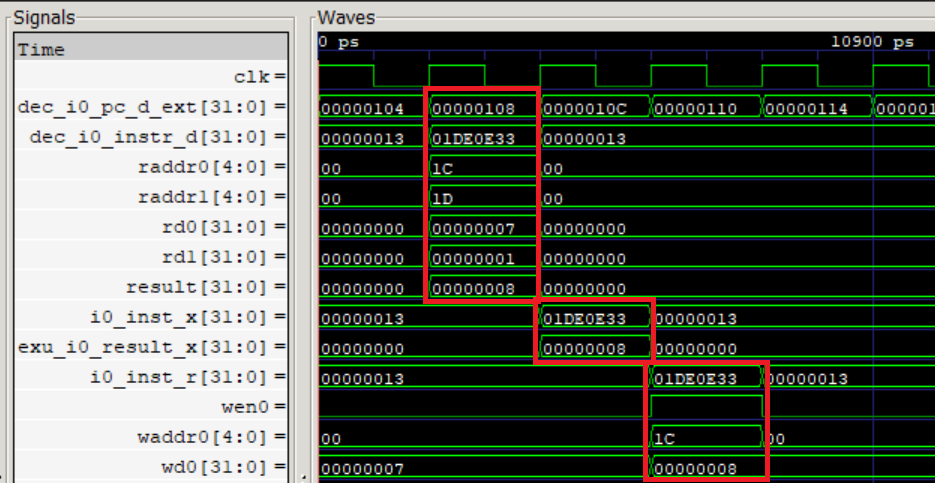 Signals Waves
Time 0 ps 10900 ps
clk =
dec_i0_pc_d_ext[31:0] = 00000104 00000108 0000010C 00000110 00000114 000001
dec_i0_instr_d[31:0] = 00000013 01DE0E33 00000013
raddr0[4:0] = 00 1C 00
raddr1[4:0] = 00 1D 00
rd0[31:0] = 00000000 00000007 00000000
rd1[31:0] = 00000000 00000001 00000000
result[31:0] = 00000000 00000008 00000000
i0_inst_x[31:0] = 00000013 01DE0E33 00000013
exu_i0_result_x[31:0] = 00000000 00000008 00000000
i0_inst_r[31:0] = 00000013 01DE0E33 00000013
wen0 =
waddr0[4:0] = 00 1C 00
wd0[31:0] = 00000007 00000008